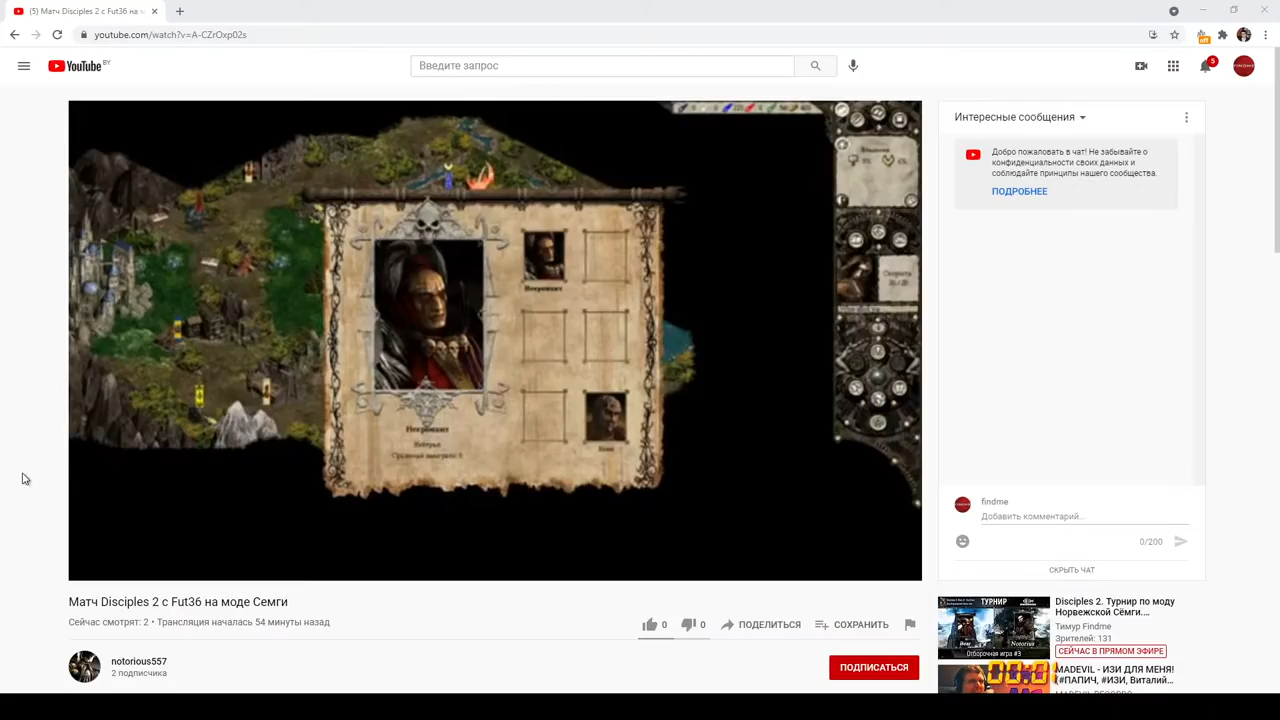 (5) Матч Disciples 2 с Fut36 на м
youtube.com/watch?v=A-CZrOxp02s
off
YouTube BY
Введите запрос
5
FINDME
Интересные сообщения
Добро пожаловать в чат! Не забывайте о
конфиденциальности своих данных и
соблюдайте принципы нашего сообщества.
ПОДРОБНЕЕ
Некромант
Некромант
findme
Добавить комментарий...
0/200
СКРЫТЬ ЧАТ
Матч Disciples 2 с Fut36 на моде Семги
Сейчас смотрят: 2 • Трансляция началась 54 минуты назад
0
0
ПОДЕЛИТЬСЯ
СОХРАНИТЬ
notorious557
2 подписчика
ПОДПИСАТЬСЯ
ТУРНИР
Notorious
Отборочная игра #3
Disciples 2. Турнир по моду
Норвежской Сёмги....
Тимур Findme
Зрителей: 131
СЕЙЧАС В ПРЯМОМ ЭФИРЕ
MADEVIL - ИЗИ ДЛЯ МЕНЯ!
(#ПАПИЧ, #ИЗИ, Виталий...